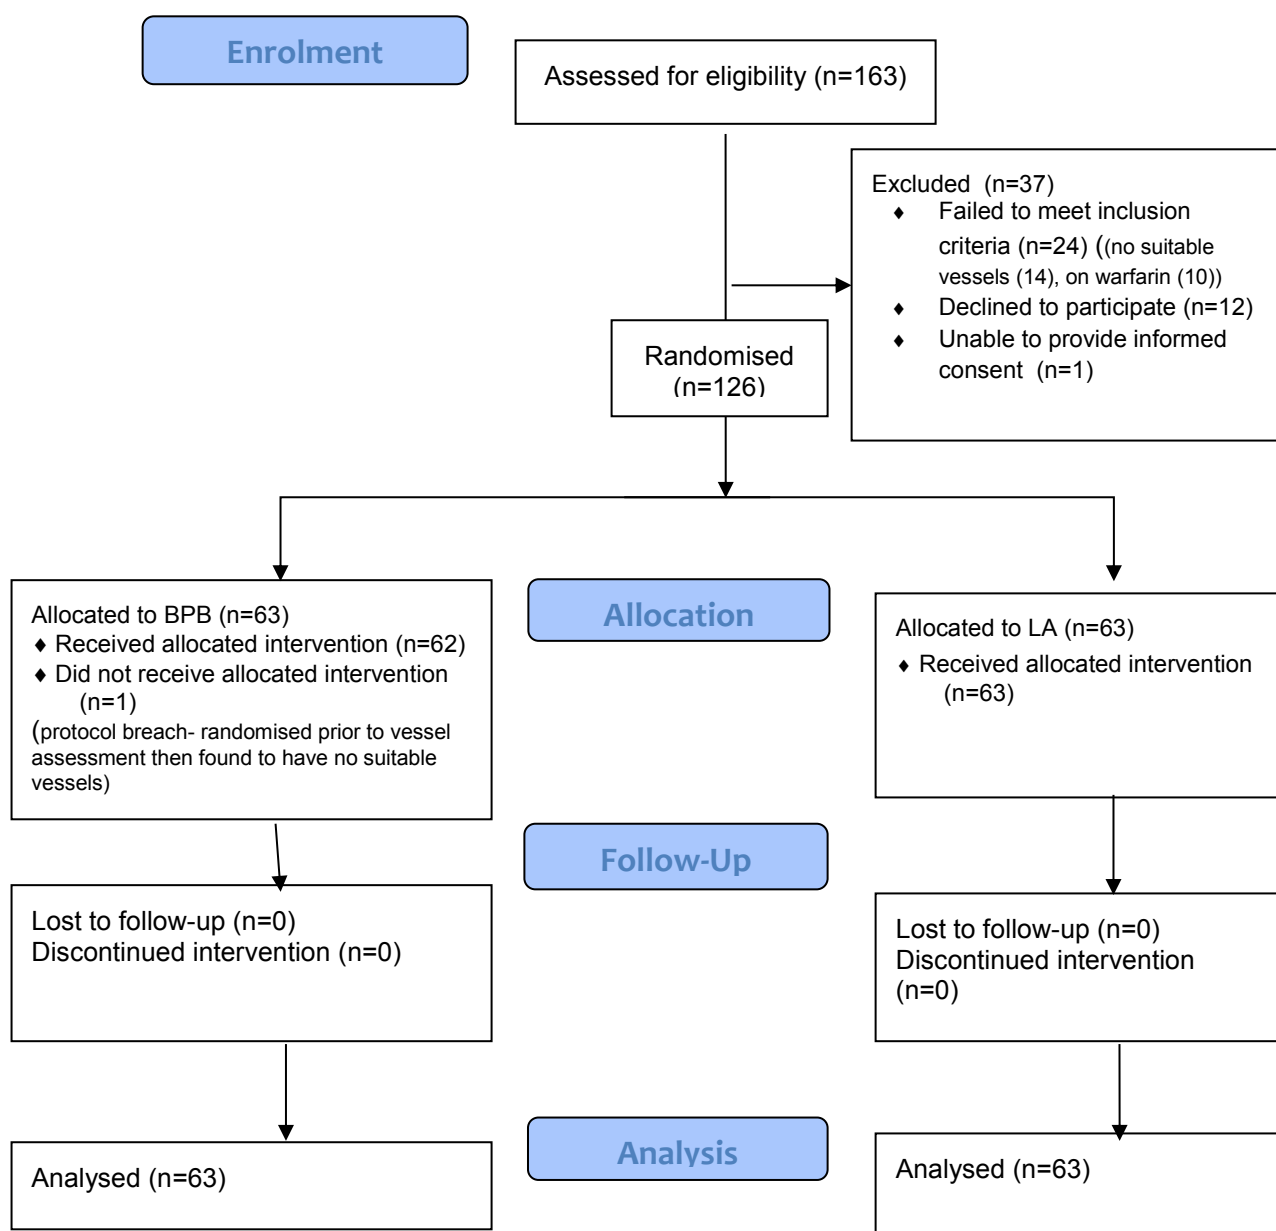 Enrolment
Assessed for eligibility (n=163)
Excluded  (n=37)
♦ Failed to meet inclusion
criteria (n=24) ((no suitable
vessels (14), on warfarin (10))
♦ Declined to participate (n=12)
♦ Unable to provide informed
consent  (n=1)
Randomised
(n=126)
Allocation
Allocated to BPB (n=63)
♦ Received allocated intervention (n=62)
♦ Did not receive allocated intervention
(n=1)
(protocol breach- randomised prior to vessel
assessment then found to have no suitable
vessels)
Allocated to LA (n=63)
♦ Received allocated intervention
(n=63)
Follow-Up
Lost to follow-up (n=0)
Discontinued intervention (n=0)
Lost to follow-up (n=0)
Discontinued intervention
(n=0)
Analysis
Analysed (n=63)
Analysed (n=63)